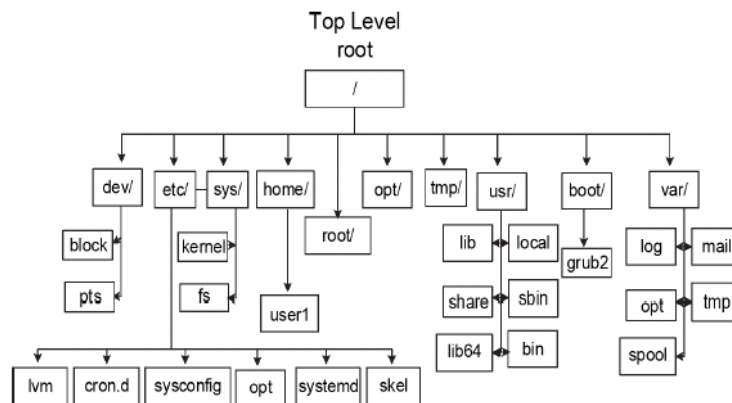 Top Level
root
/
dev/ etc/ sys/ home/ opt/ tmp/ usr/ boot/ var/
root/
block kernel lib local log mail
grub2
pts fs share sbin opt tmp
user1
lib64 bin spool
lvm cron.d sysconfig opt systemd skel